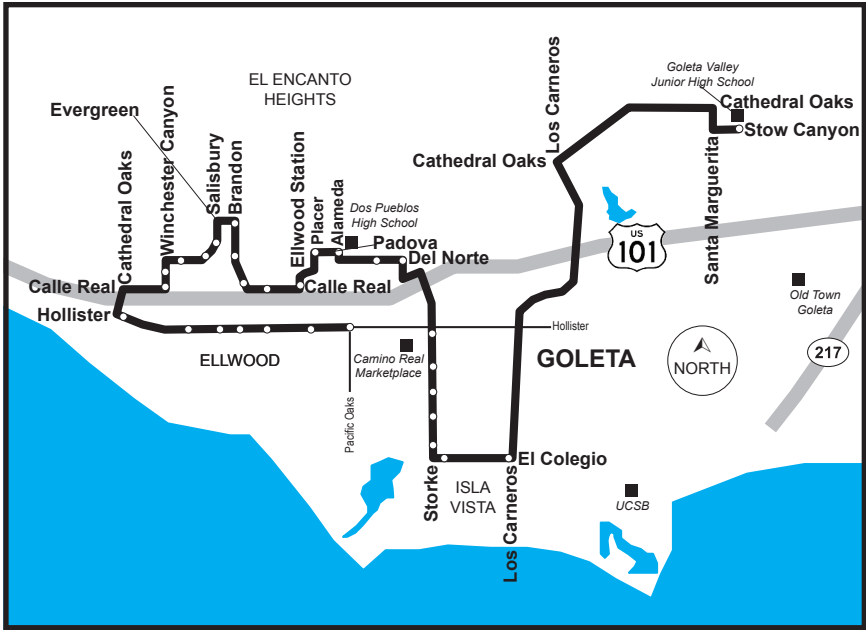 Goleta Valley
Junior High School
EL ENCANTO
HEIGHTS
Evergreen
Cathedral Oaks
Winchester Canyon
Salisbury
Brandon
Ellwood Station
Placer
Alameda
Dos Pueblos
High School
Padova
Del Norte
Los Carneros
Cathedral Oaks
Cathedral Oaks
Stow Canyon
Santa Marguerita
US
101
Calle Real
Calle Real
Hollister
Hollister
Old Town
Goleta
217
NORTH
GOLETA
ELLWOOD
Camino Real
Marketplace
Pacific Oaks
Storke
ISLA
VISTA
El Colegio
Los Carneros
UCSB